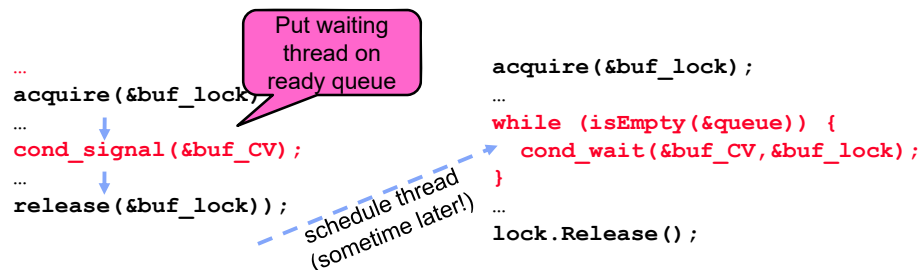 Put waiting
thread on
ready queue
…
acquire(&buf_lock)
…
cond_signal(&buf_CV);
…
release(&buf_lock));
schedule thread
(sometime later!)
acquire(&buf_lock);
…
while (isEmpty(&queue)) {
cond_wait(&buf_CV,&buf_lock);
}
…
lock.Release();